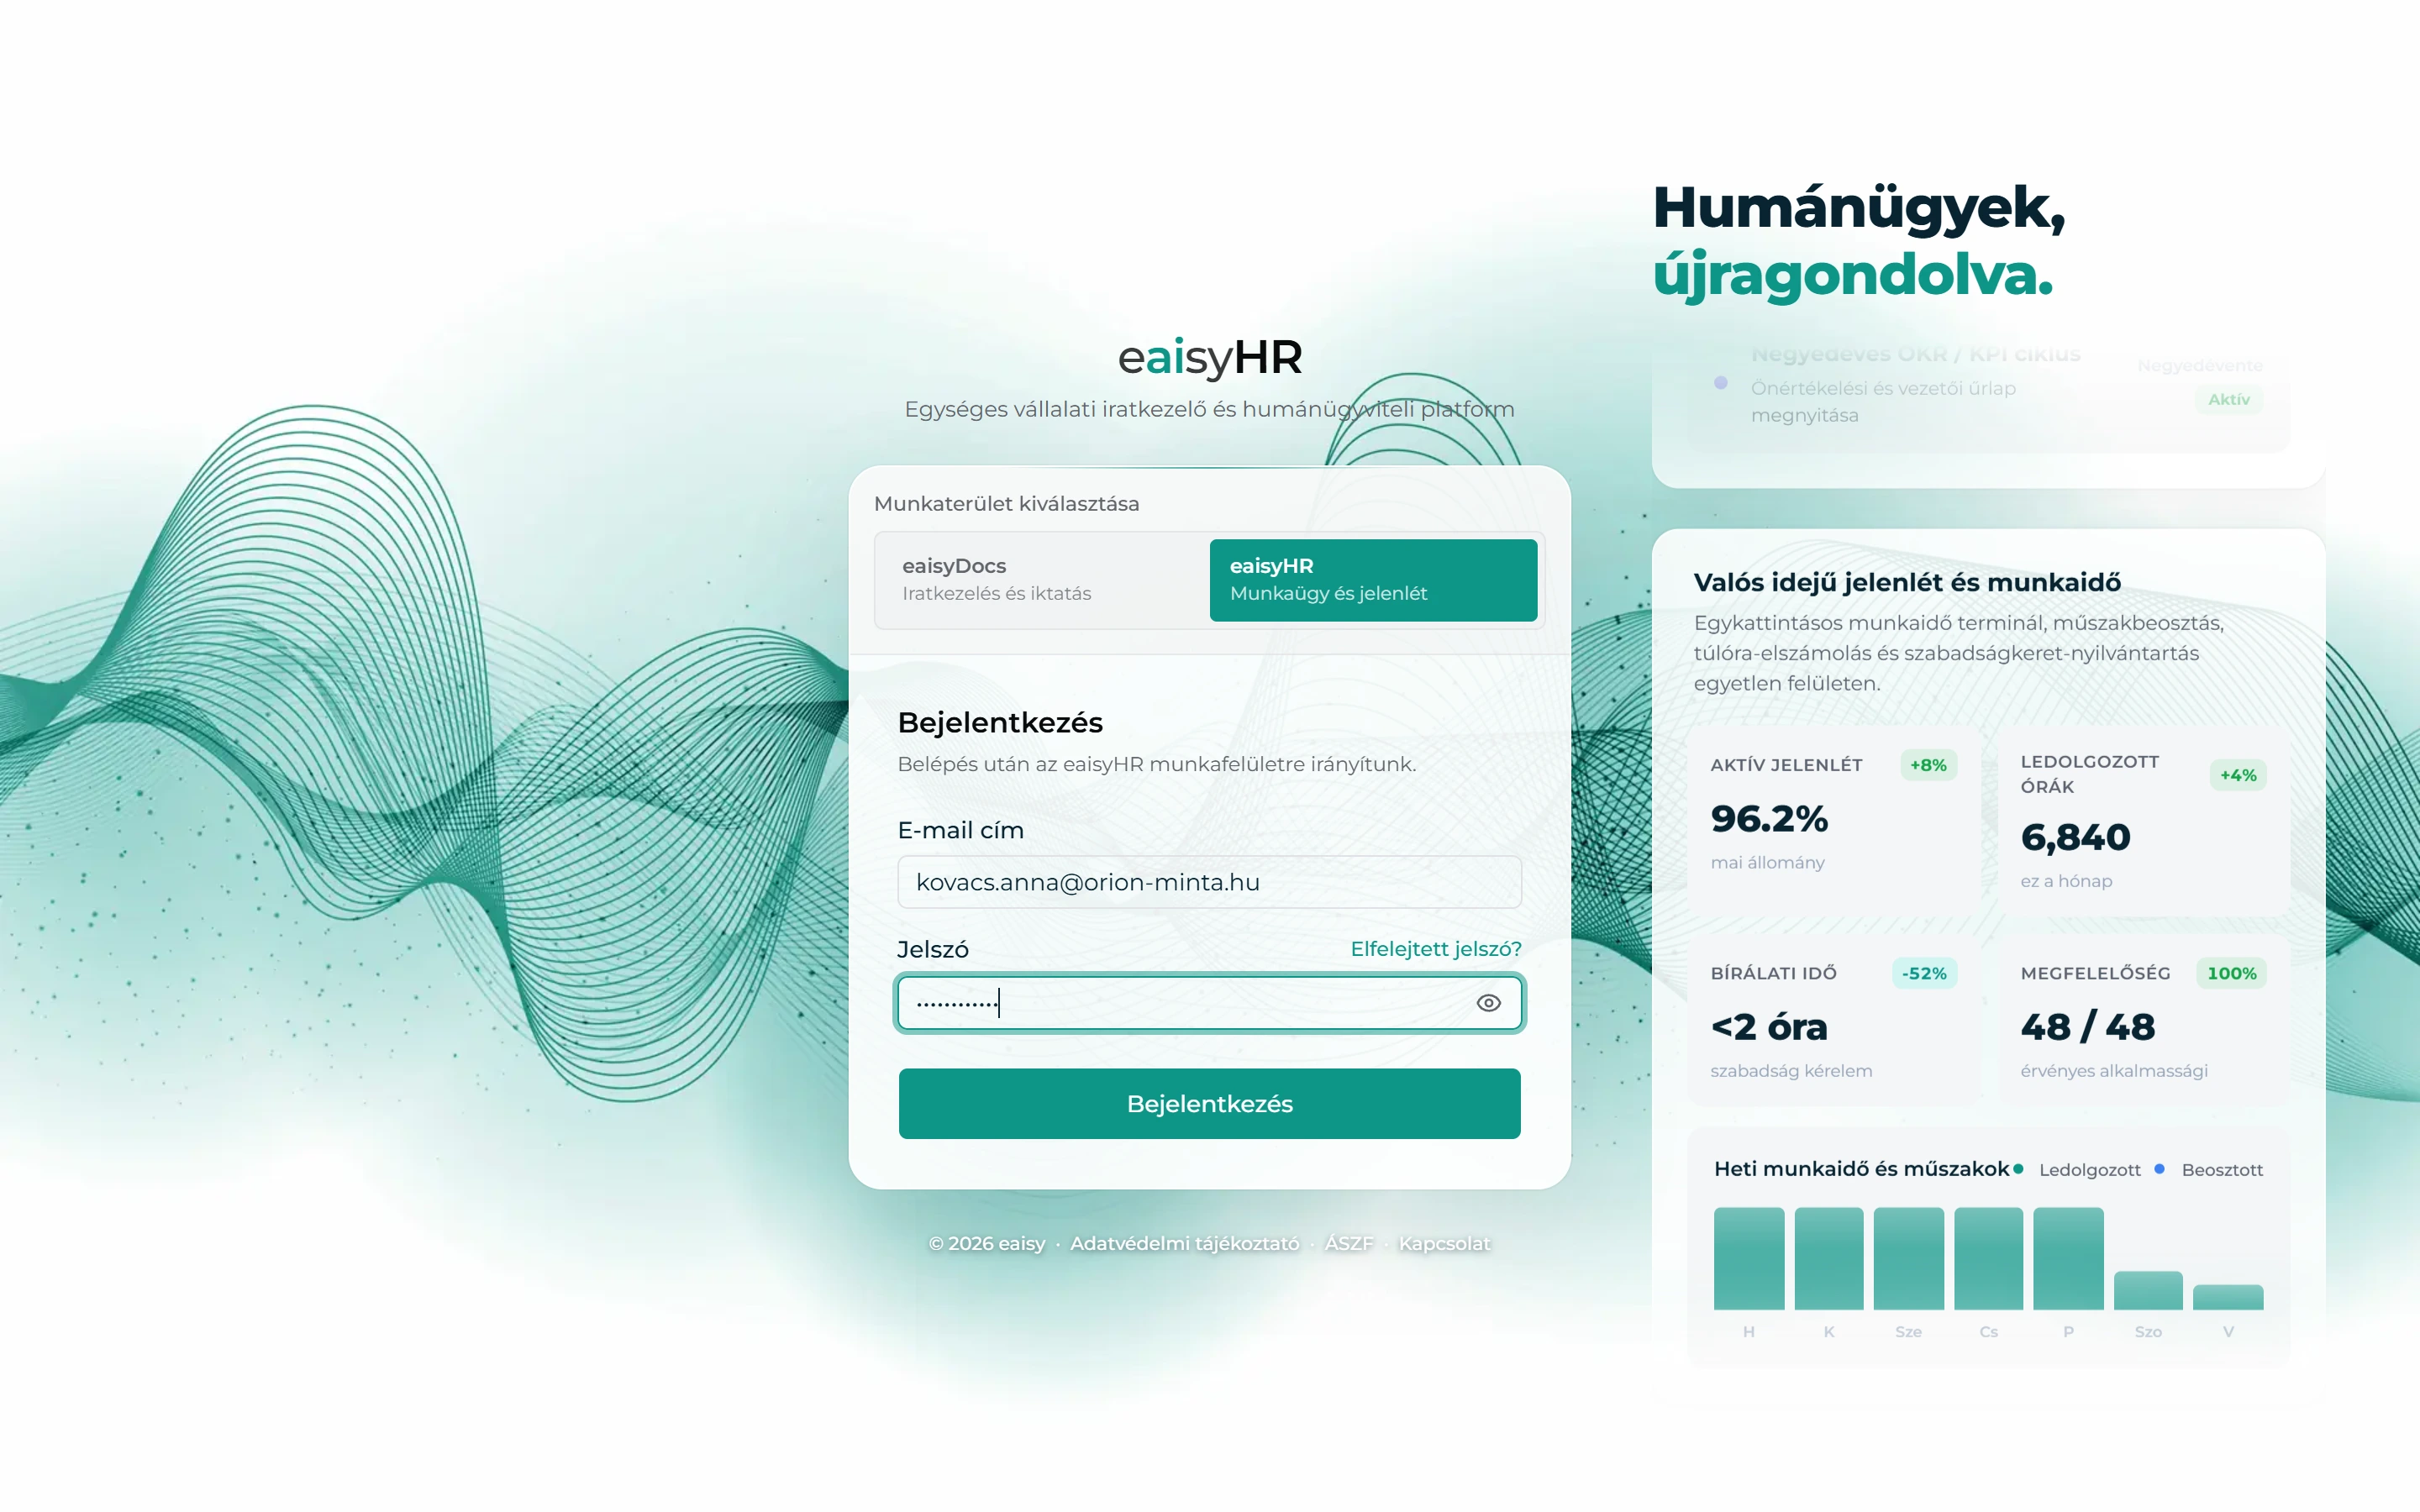 eaisyHR
Egységes vállalati iratkezelő és humánügyviteli platform
Munkaterület kiválasztása
eaisyDocs
Iratkezelés és iktatás
eaisyHR
Munkaügy és jelenlét
Bejelentkezés
Belépés után az eaisyHR munkafelületre irányítunk.
E-mail cím
kovacs.anna@orion-minta.hu
Jelszó
Elfelejtett jelszó?
••••••••••••
Bejelentkezés
© 2026 eaisy · Adatvédelmi tájékoztató · ÁSZF · Kapcsolat
Humánügyek,
újragondolva.
Negyedéves OKR / KPI ciklus
Negyedévente
Önértékelési és vezetői űrlap
megnyitása
Aktív
Valós idejű jelenlét és munkaidő
Egykattintásos munkaidő terminál, műszakbeosztás,
túlóra-elszámolás és szabadságkeret-nyilvántartás
egyetlen felületen.
AKTÍV JELENLÉT
+8%
96.2%
mai állomány
LEDOLGOZOTT
ÓRÁK
+4%
6,840
ez a hónap
BÍRÁLATI IDŐ
-52%
<2 óra
szabadság kérelem
MEGFELELŐSÉG
100%
48 / 48
érvényes alkalmassági
Heti munkaidő és műszakok
Ledolgozott
Beosztott
H K Sze Cs P Szo V